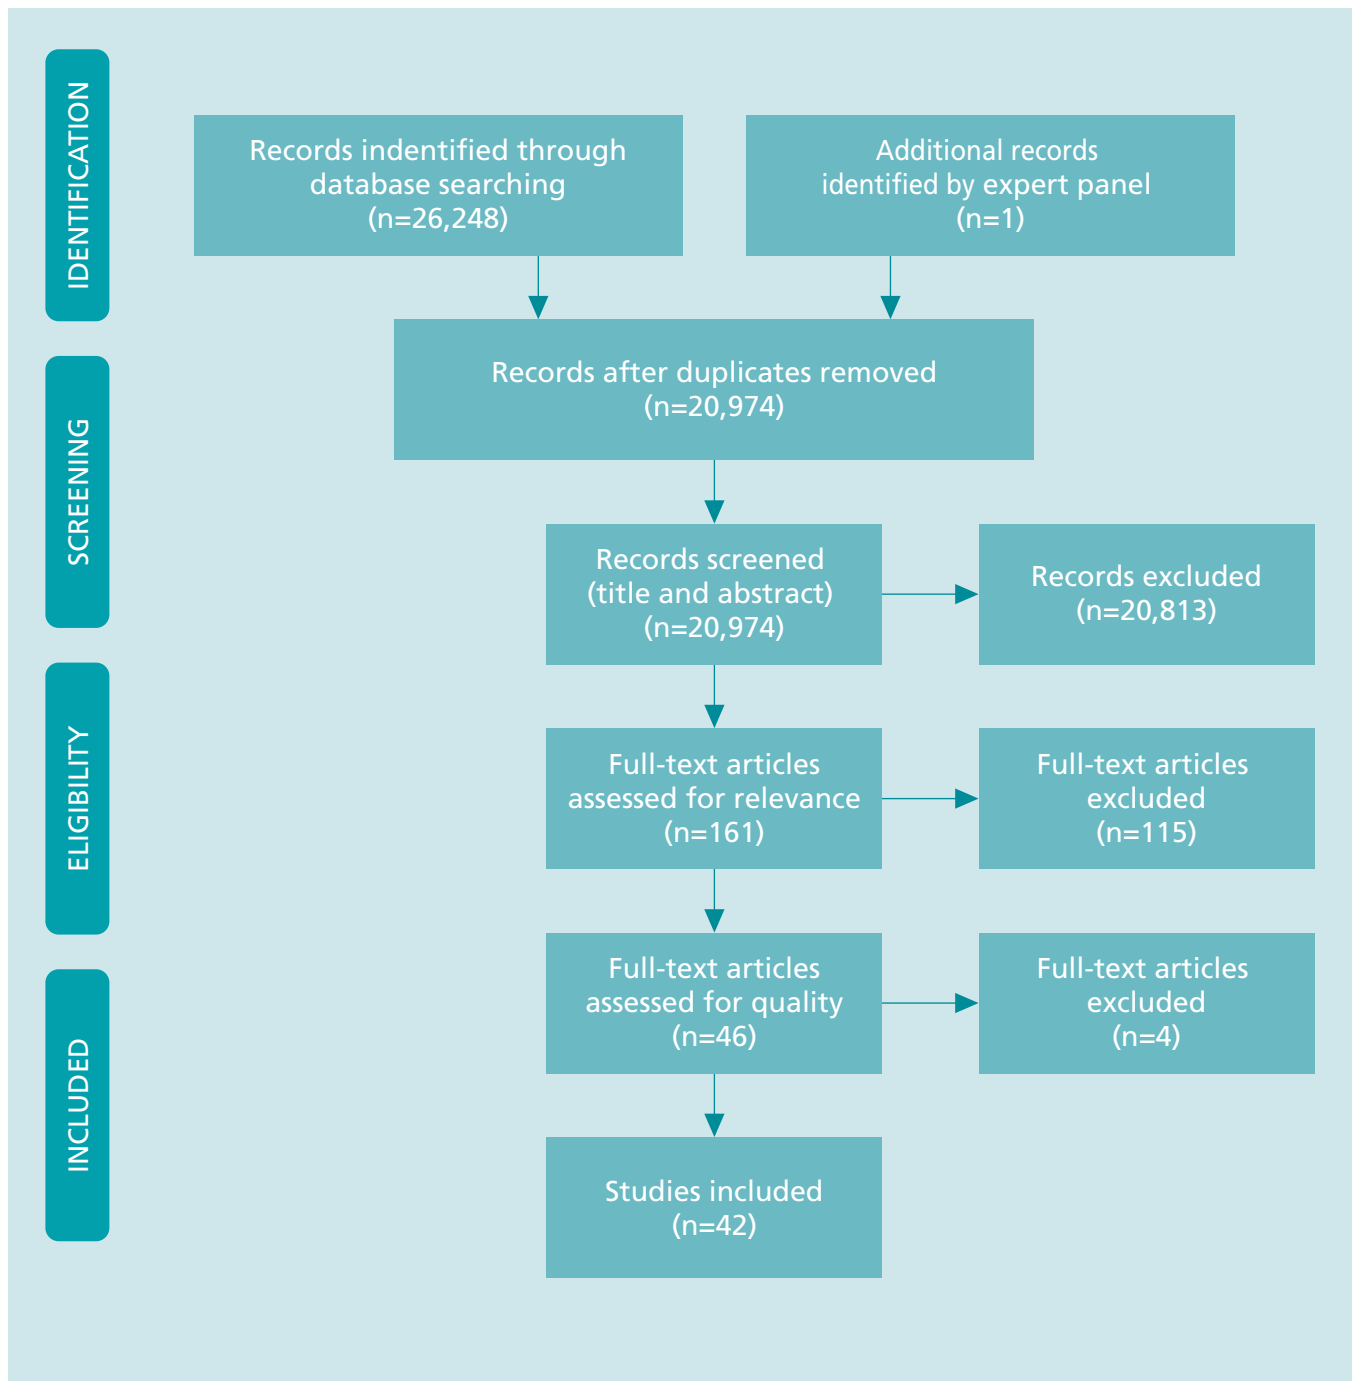 IDENTIFICATION
Records indentified through
database searching
(n=26,248)
Additional records
identified by expert panel
(n=1)
Records after duplicates removed
(n=20,974)
SCREENING
Records screened
(title and abstract)
(n=20,974)
Records excluded
(n=20,813)
ELIGIBILITY
Full-text articles
assessed for relevance
(n=161)
Full-text articles
excluded
(n=115)
Full-text articles
assessed for quality
(n=46)
Full-text articles
excluded
(n=4)
INCLUDED
Studies included
(n=42)